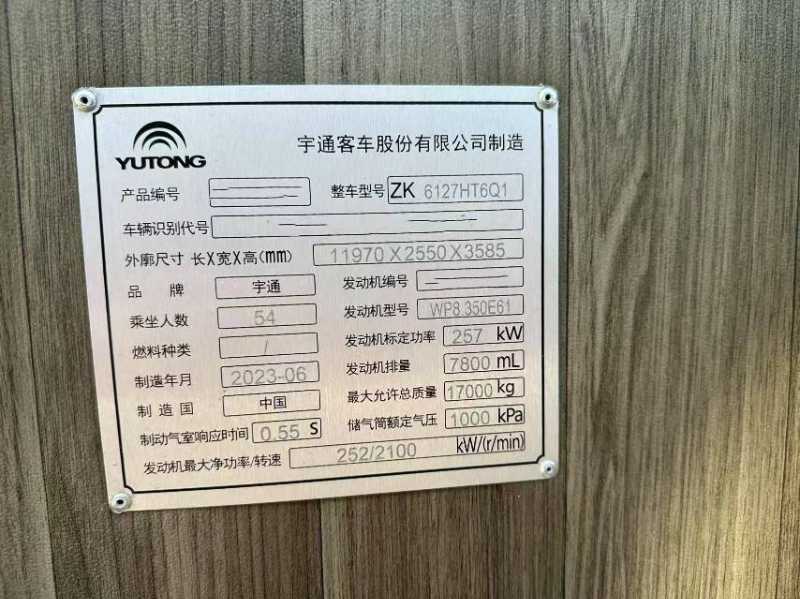 YUTONG
宇通客车股份有限公司制造
产品编号 整车型号 ZK 6127HT6Q1
车辆识别代号
外廓尺寸 长X宽X高(mm) 11970X2550X3585
品牌 宇通 发动机编号
乘坐人数 54 发动机型号 WP8.350E61
燃料种类 / 发动机标定功率 257 kW
制造年月 2023-06 发动机排量 7800 mL
制造国 中国 最大允许总质量 17000 kg
制动气室响应时间 0.55 S 储气筒额定气压 1000 kPa
发动机最大净功率/转速 252/2100 kW/(r/min)